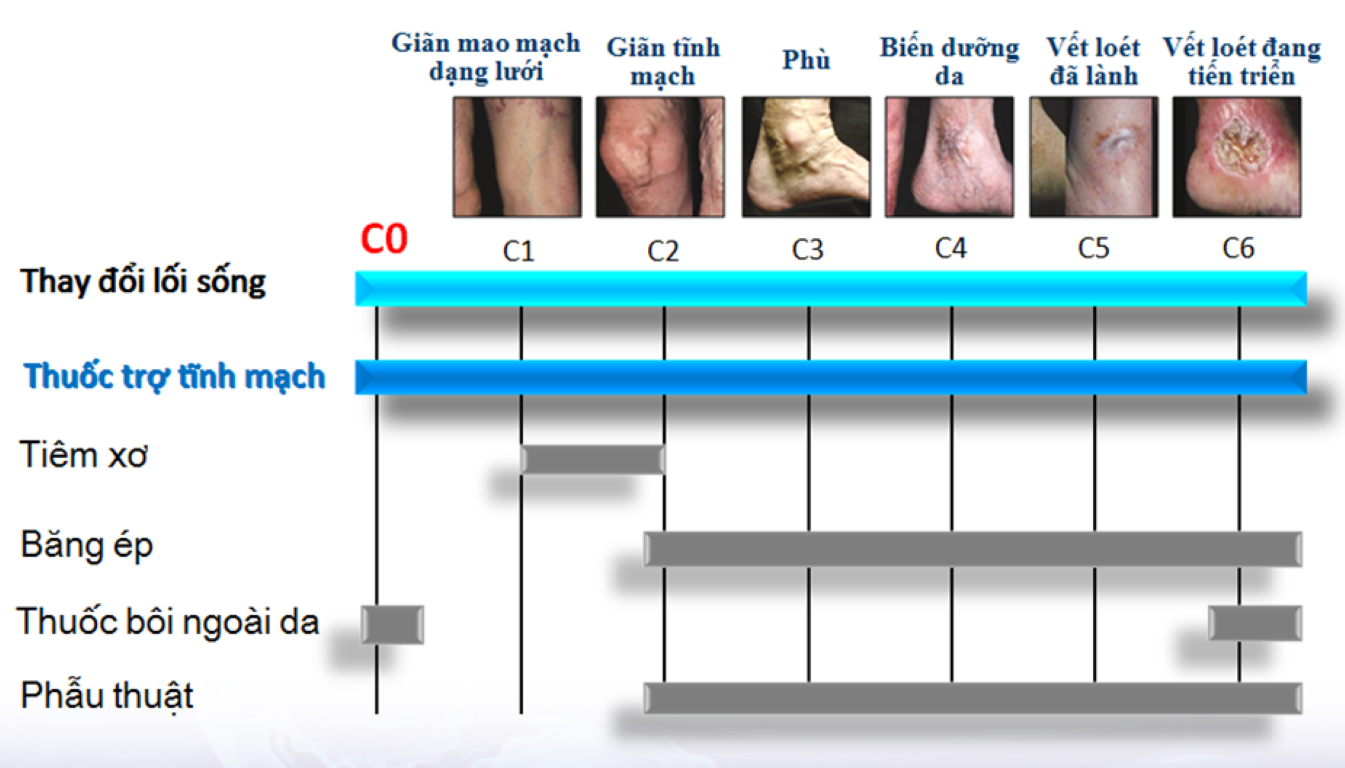 Giãn mao mạch
dạng lưới
Giãn tĩnh
mạch
Phù
Biến dưỡng
da
Vết loét
đã lành
Vết loét đang
tiến triển
C0
C1
C2
C3
C4
C5
C6
Thay đổi lối sống
Thuốc trợ tĩnh mạch
Tiêm xơ
Băng ép
Thuốc bôi ngoài da
Phẫu thuật